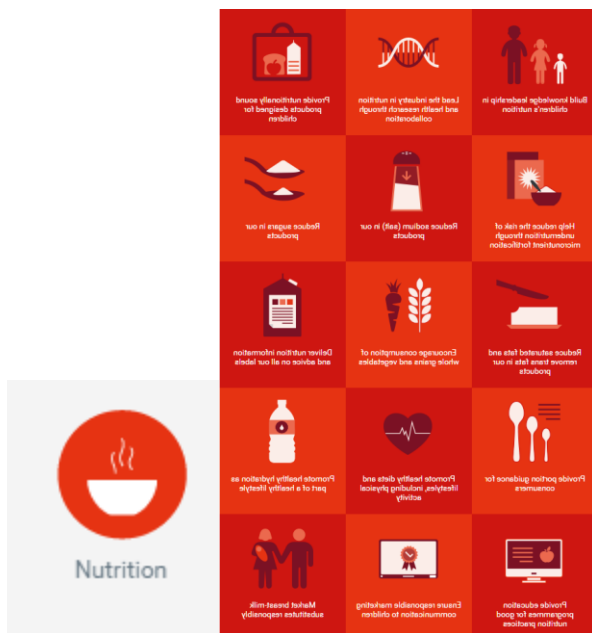 Nutrition
Build knowledge leadership in
children's nutrition
Lead the industry in nutrition
and health research through
collaboration
Provide nutritionally sound
products designed for
children
Help reduce the risk of
undernutrition through
micronutrient fortification
Reduce sodium (salt) in our
products
Reduce sugars in our
products
Reduce saturated fats and
remove trans fats in our
products
Encourage consumption of
whole grains and vegetables
Deliver nutrition information
and advice on all our labels
Provide portion guidance for
consumers
Promote healthy diets and
lifestyles, including physical
activity
Promote healthy hydration as
part of a healthy lifestyle
Provide education
programmes for good
nutrition practices
Ensure responsible marketing
communication to children
Market breast-milk
substitutes responsibly